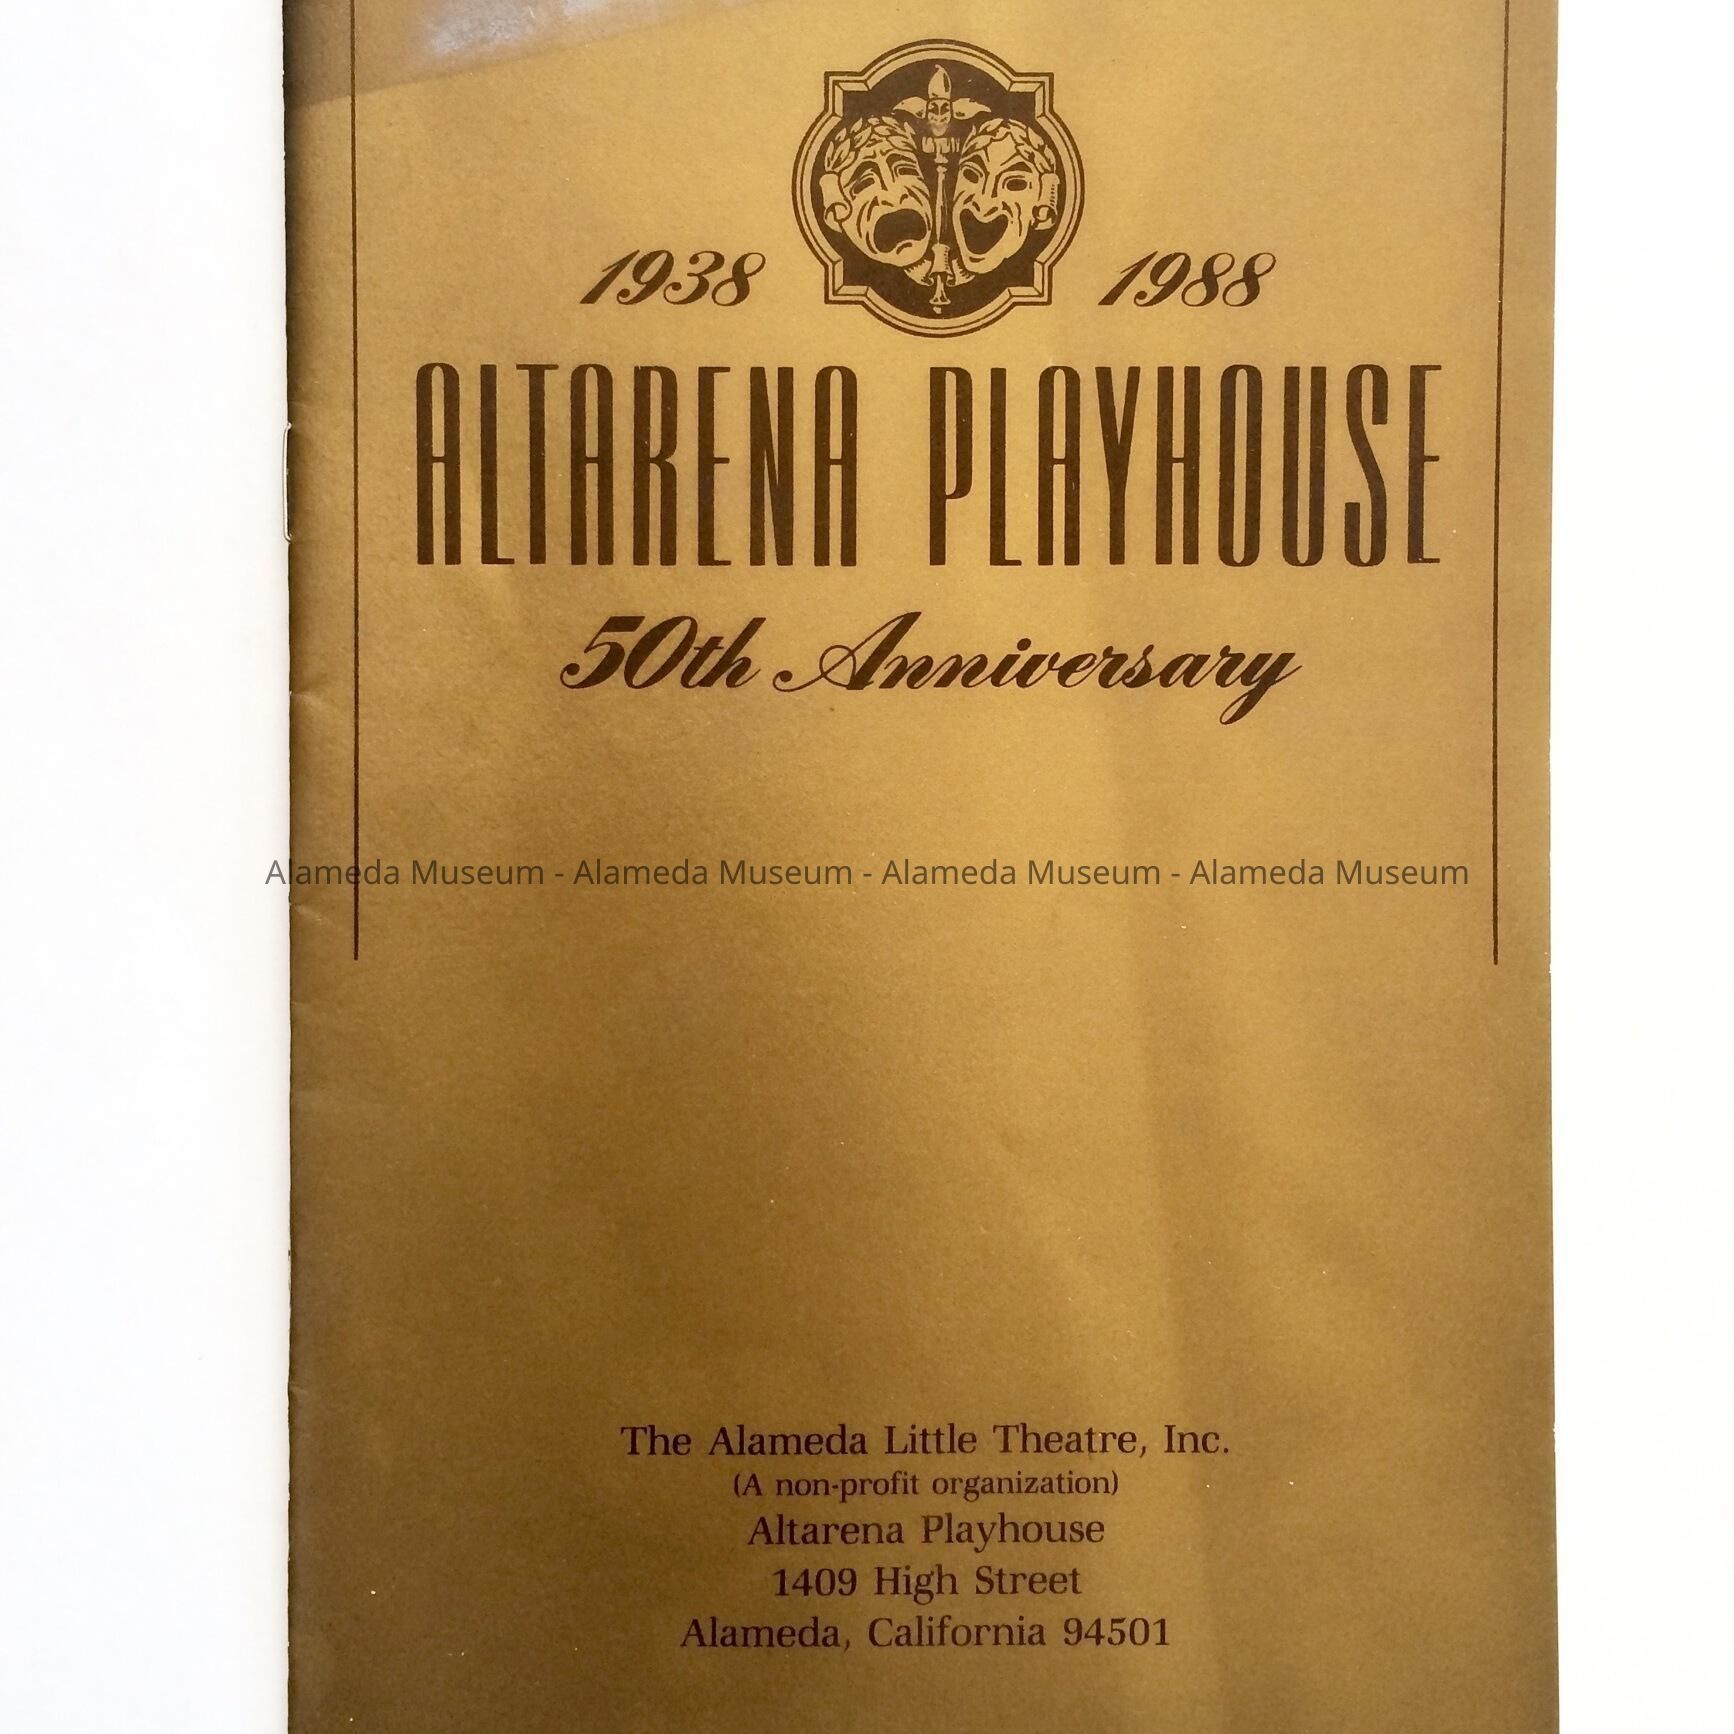 1938 1988
ALTARENA PLAYHOUSE
50th Anniversary
Alameda Museum - Alameda Museum - Alameda Museum - Alameda Museum
The Alameda Little Theatre, Inc.
(A non-profit organization)
Altarena Playhouse
1409 High Street
Alameda, California 94501